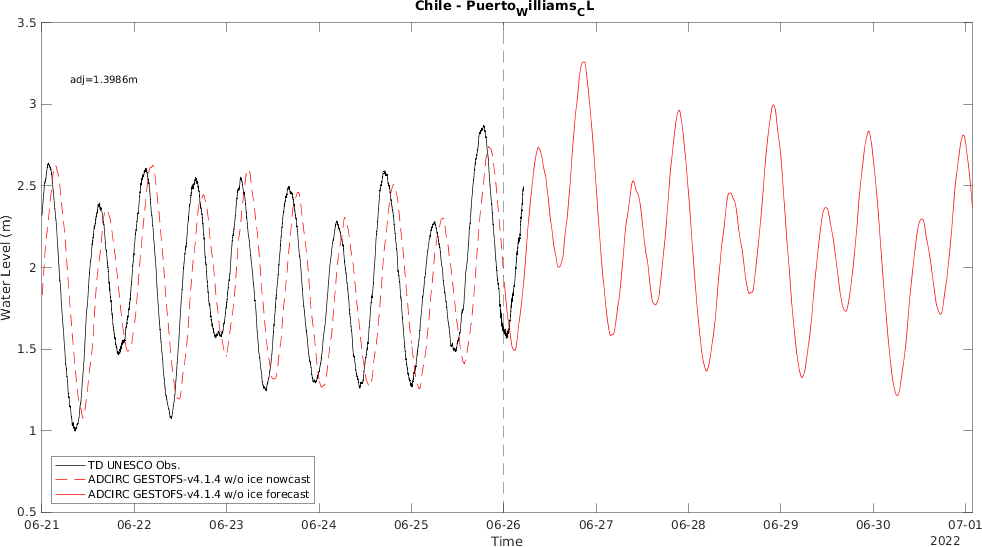 Chile - Puerto_Williams_CL
3.5
3
2.5
2
1.5
1
0.5
Water Level (m)
adj=1.3986m
TD UNESCO Obs.
ADCIRC GESTOFS-v4.1.4 w/o ice nowcast
ADCIRC GESTOFS-v4.1.4 w/o ice forecast
06-21 06-22 06-23 06-24 06-25 06-26 06-27 06-28 06-29 06-30 07-01
Time
2022